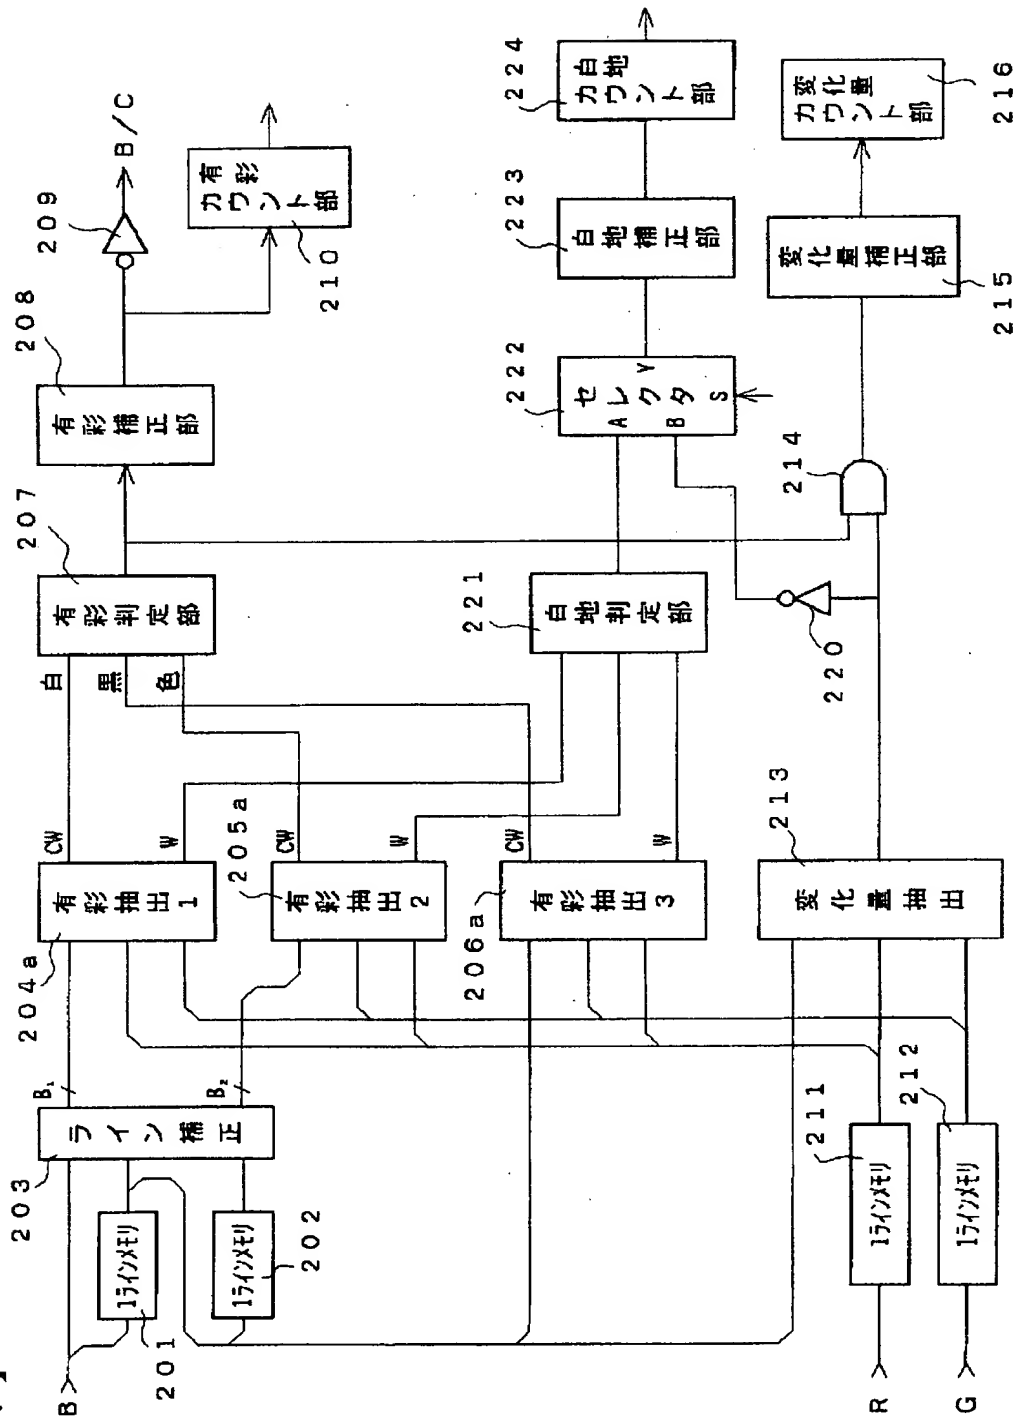 B
201
1ラインメモリ
1ラインメモリ
202
203
ライン補正
B₁
B₂
204a
有彩抽出1
CW
W
205a
有彩抽出2
CW
W
206a
有彩抽出3
CW
W
白
黒
色
207
有彩判定部
208
有彩補正部
209
B/C
有彩
カウント部
210
221
白地判定部
222
セレクタ
A
B
S
Y
223
白地補正部
224
白地
カウント部
R
G
211
1ラインメモリ
212
1ラインメモリ
213
変化量抽出
220
214
変化量補正部
215
変化量
カウント部
216